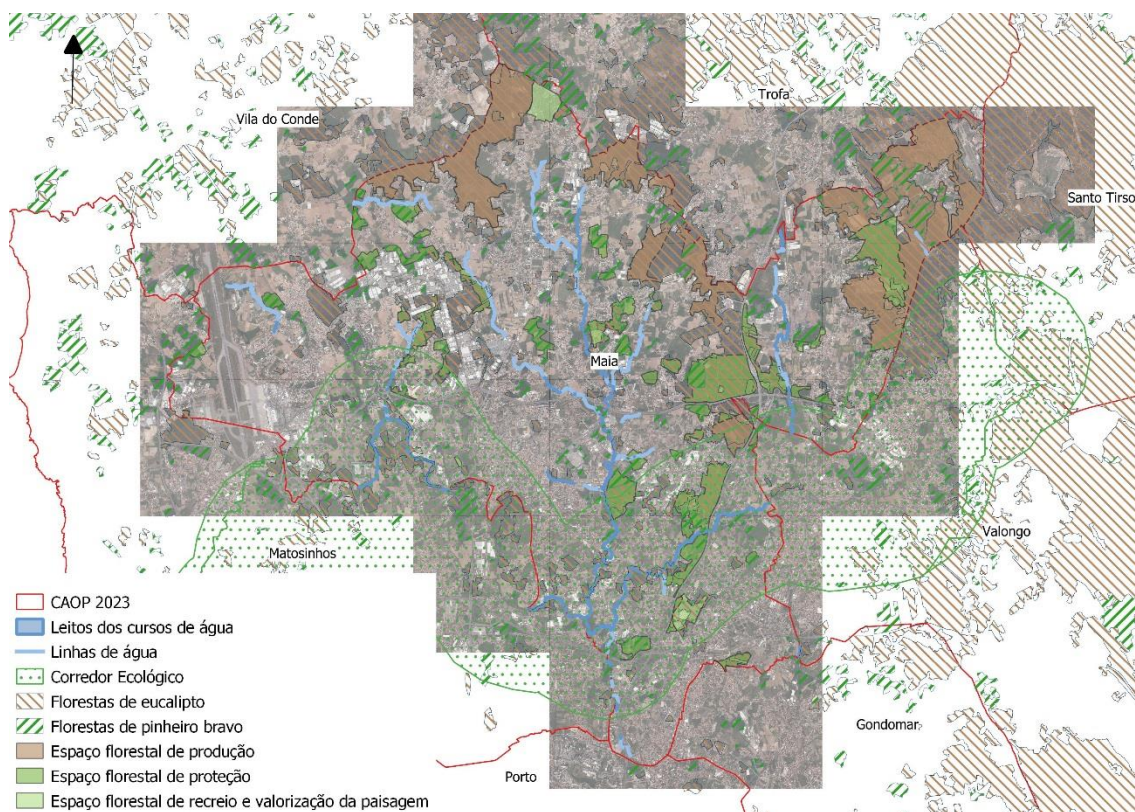 Trofa
Vila do Conde
Santo Tirso
Maia
Valongo
Matosinhos
Gondomar
Porto
CAOP 2023
Leitos dos cursos de água
Linhas de água
Corredor Ecológico
Florestas de eucalipto
Florestas de pinheiro bravo
Espaço florestal de produção
Espaço florestal de proteção
Espaço florestal de recreio e valorização da paisagem